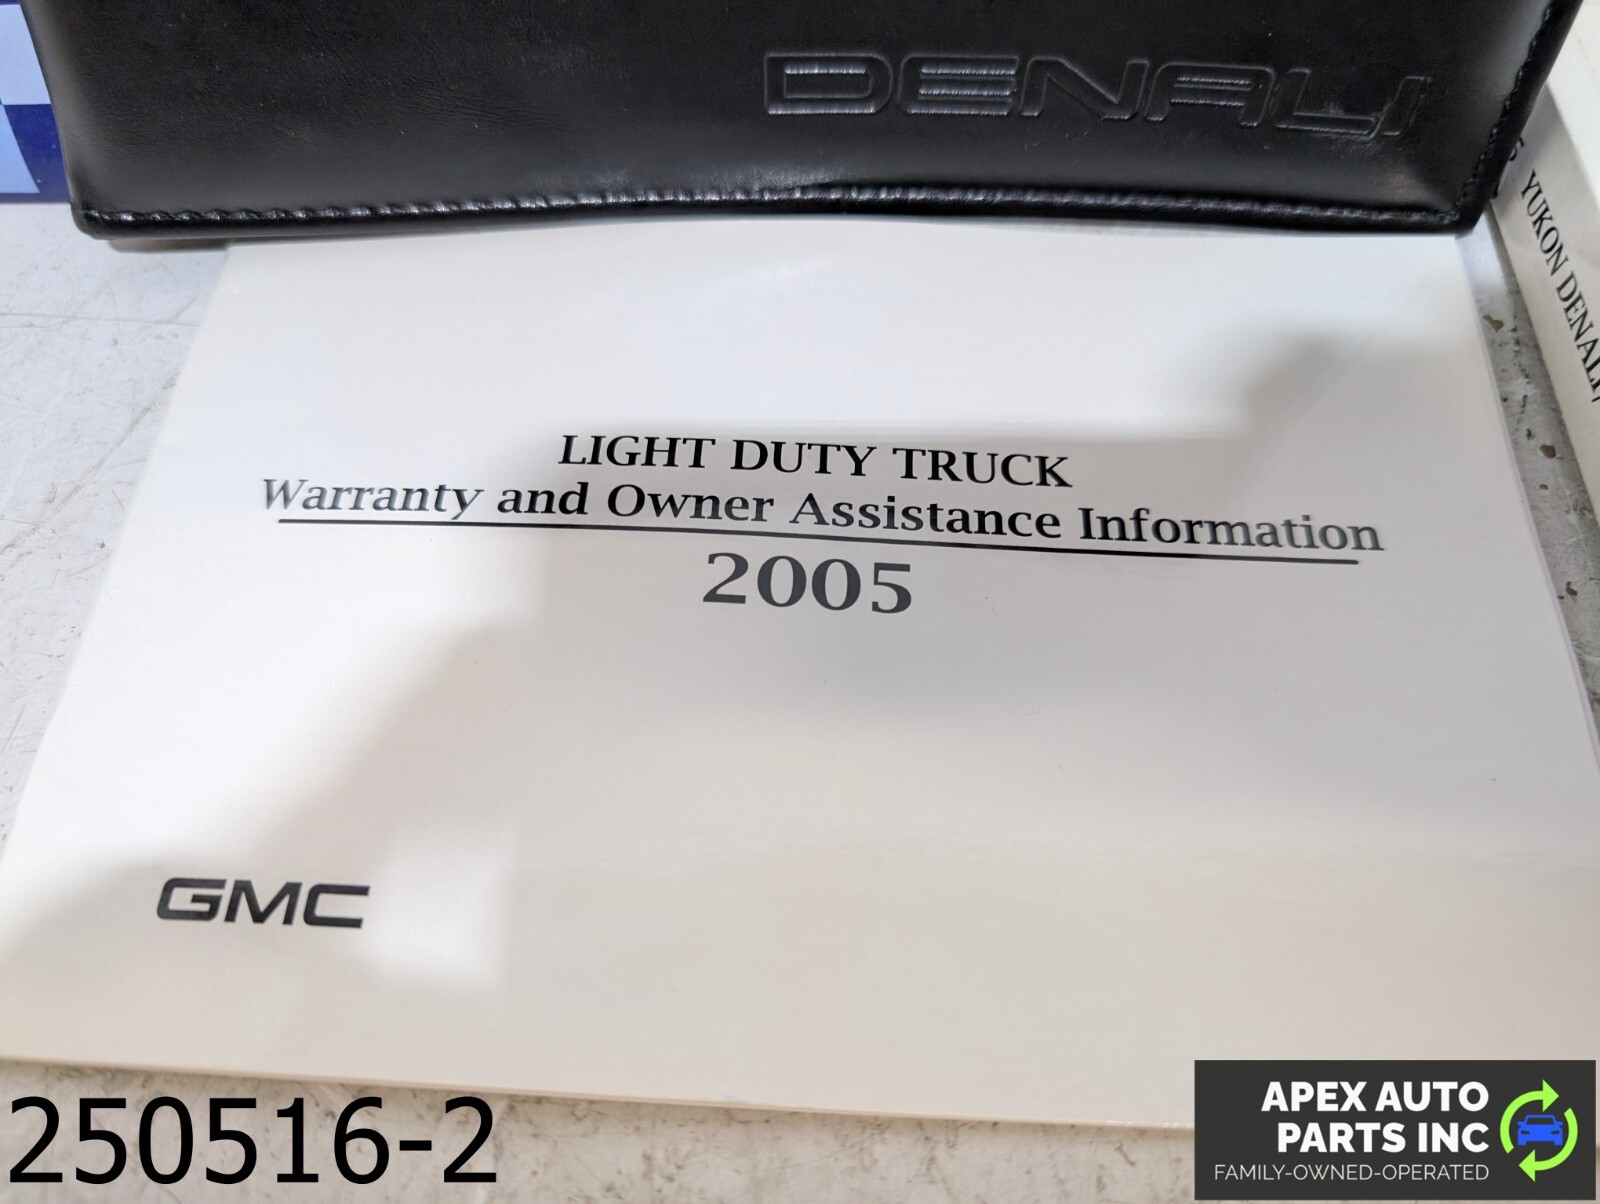 DENALI
YUKON DENALI/
LIGHT DUTY TRUCK
Warranty and Owner Assistance Information
2005
GMC
250516-2
APEX AUTO
PARTS INC
FAMILY-OWNED-OPERATED